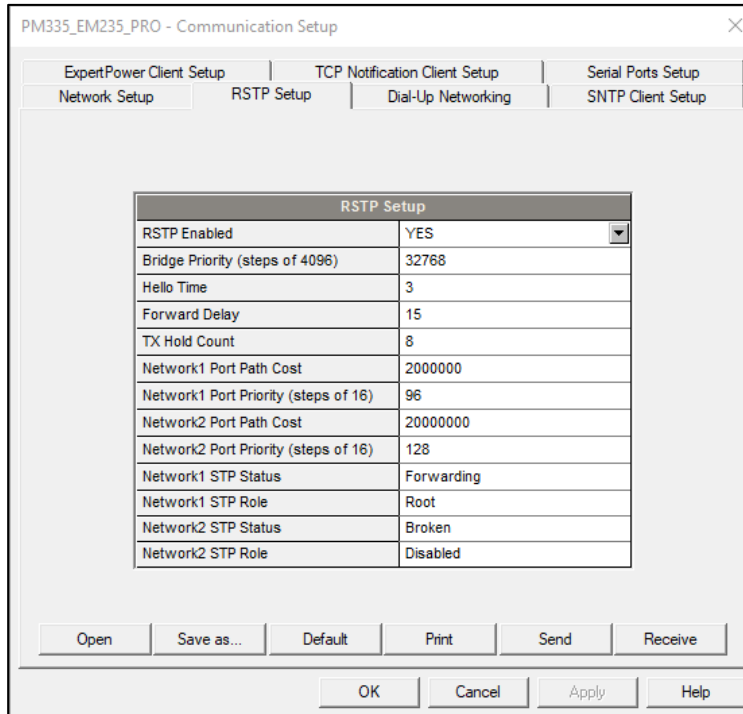 PM335_EM235_PRO - Communication Setup
ExpertPower Client Setup TCP Notification Client Setup Serial Ports Setup
Network Setup RSTP Setup Dial-Up Networking SNTP Client Setup
RSTP Setup
RSTP Enabled YES
Bridge Priority (steps of 4096) 32768
Hello Time 3
Forward Delay 15
TX Hold Count 8
Network1 Port Path Cost 2000000
Network1 Port Priority (steps of 16) 96
Network2 Port Path Cost 20000000
Network2 Port Priority (steps of 16) 128
Network1 STP Status Forwarding
Network1 STP Role Root
Network2 STP Status Broken
Network2 STP Role Disabled
Open Save as... Default Print Send Receive
OK Cancel Apply Help